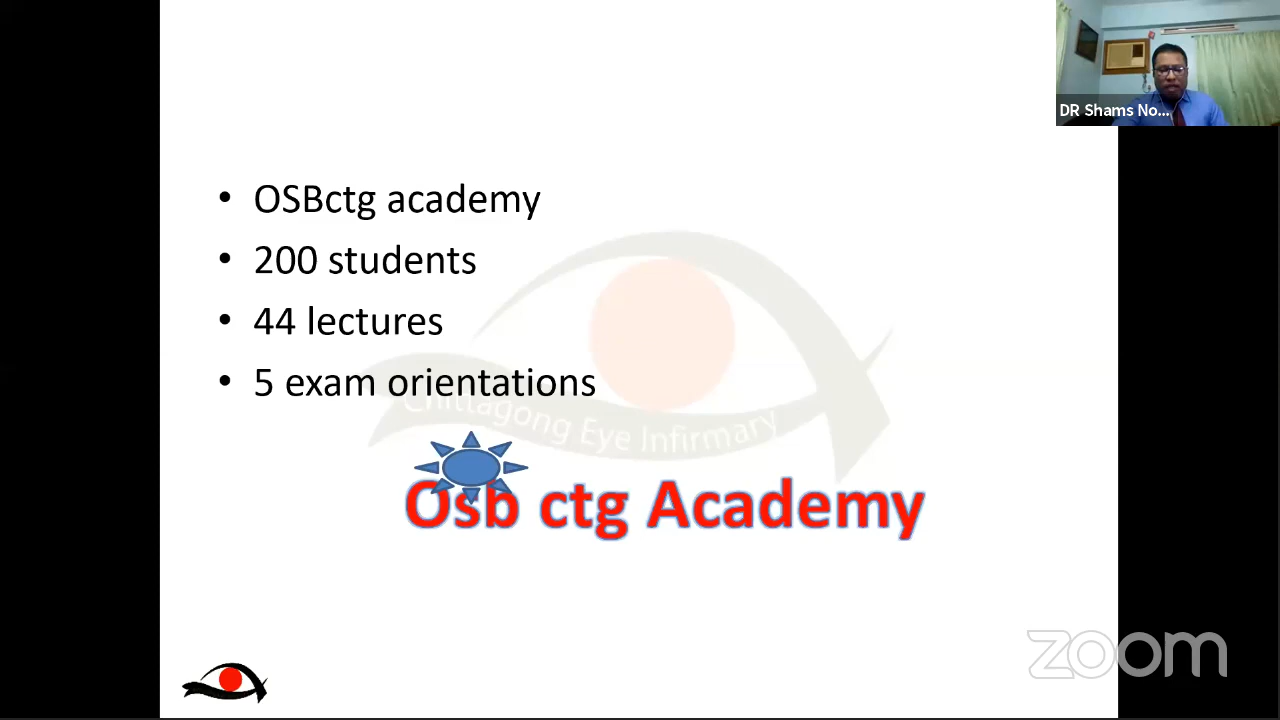 DR Shams No...
• OSBctg academy
• 200 students
• 44 lectures
• 5 exam orientations
Chittagong Eye Infirmary
Osb ctg Academy
zoom